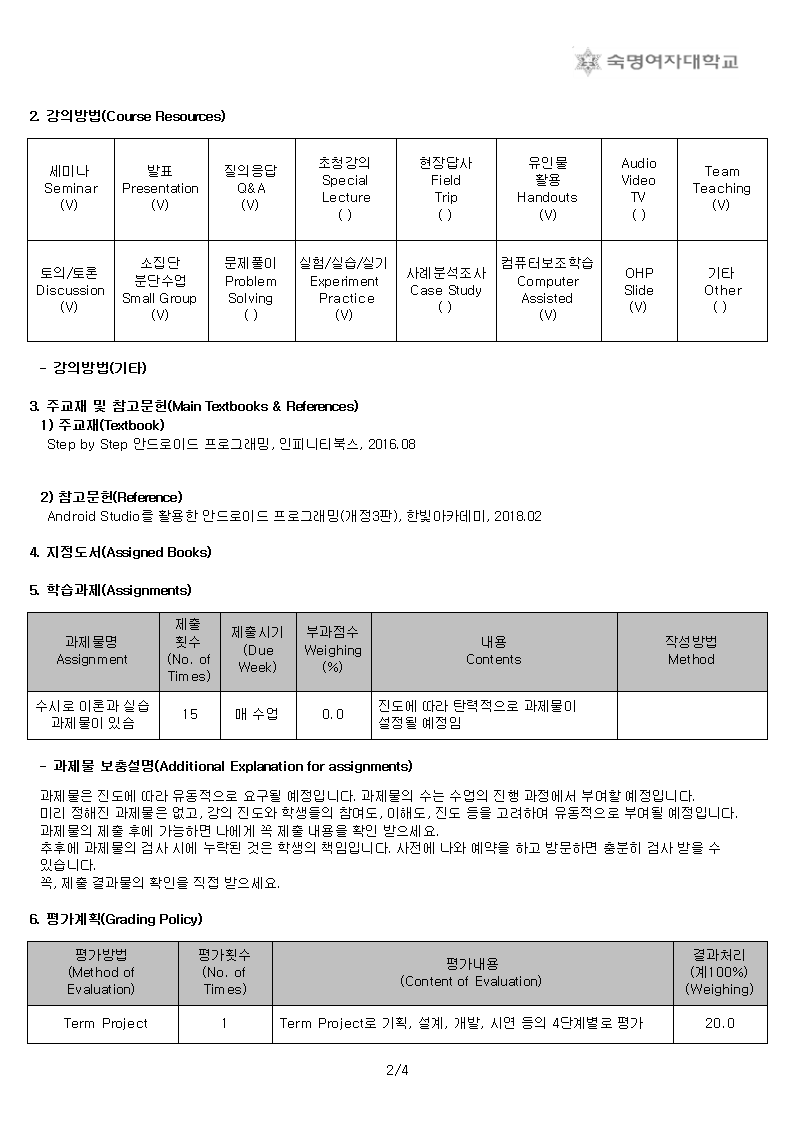 숙명여자대학교
2. 강의방법(Course Resources)
세미나 Seminar (V)
발표 Presentation (V)
질의응답 Q&A (V)
초청강의 Special Lecture ( )
현장답사 Field Trip ( )
유인물 활용 Handouts (V)
Audio Video TV ( )
Team Teaching (V)
토의/토론 Discussion (V)
소집단 분단수업 Small Group (V)
문제풀이 Problem Solving ( )
실험/실습/실기 Experiment Practice (V)
사례분석조사 Case Study ( )
컴퓨터보조학습 Computer Assisted (V)
OHP Slide (V)
기타 Other ( )
- 강의방법(기타)
3. 주교재 및 참고문헌(Main Textbooks & References)
1) 주교재(Textbook)
Step by Step 안드로이드 프로그래밍, 인피니티북스, 2016.08
2) 참고문헌(Reference)
Android Studio를 활용한 안드로이드 프로그래밍(개정3판), 한빛아카데미, 2018.02
4. 지정도서(Assigned Books)
5. 학습과제(Assignments)
과제물명 Assignment
제출 횟수 (No. of Times)
제출시기 (Due Week)
부과점수 Weighing (%)
내용 Contents
작성방법 Method
수시로 이론과 실습 과제물이 있슴
15
매 수업
0.0
진도에 따라 탄력적으로 과제물이 설정될 예정임
- 과제물 보충설명(Additional Explanation for assignments)
과제물은 진도에 따라 유동적으로 요구될 예정입니다. 과제물의 수는 수업의 진행 과정에서 부여할 예정입니다.
미리 정해진 과제물은 없고, 강의 진도와 학생들의 참여도, 이해도, 진도 등을 고려하며 유동적으로 부여될 예정입니다.
과제물의 제출 후에 가능하면 나에게 꼭 제출 내용을 확인 받으세요.
추후에 과제물의 검사 시에 누락된 것은 학생의 책임입니다. 사전에 나와 예약을 하고 방문하면 충분히 검사 받을 수
있습니다.
꼭, 제출 결과물의 확인을 직접 받으세요.
6. 평가계획(Grading Policy)
평가방법 (Method of Evaluation)
평가횟수 (No. of Times)
평가내용 (Content of Evaluation)
결과처리 (계100%) (Weighing)
Term Project
1
Term Project로 기획, 설계, 개발, 시연 등의 4단계별로 평가
20.0
2/4